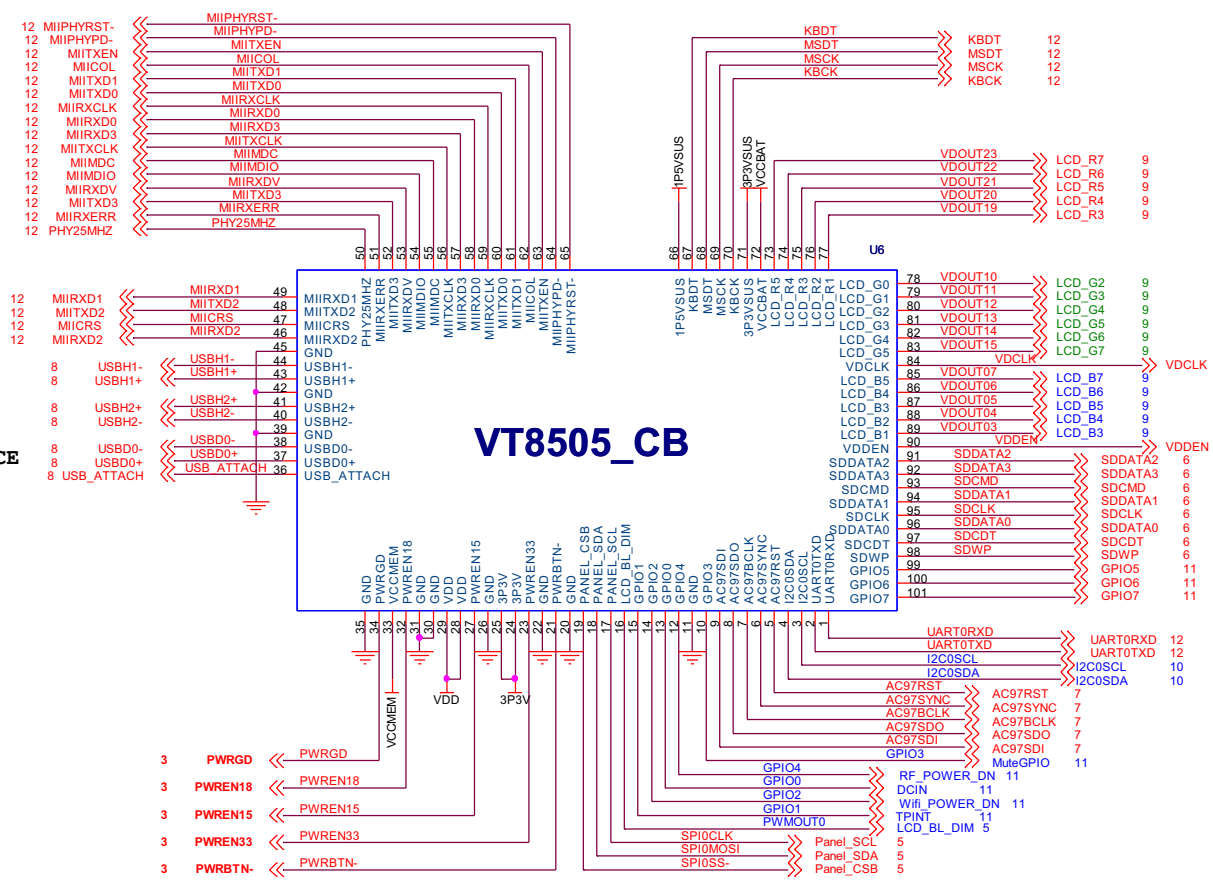 12 MIIPHYRST- MIIPHYRST-
12 MIIPHYPD- MIIPHYPD-
12 MIITXEN MIITXEN
12 MIICOL MIICOL
12 MIITXD1 MIITXD1
12 MIITXD0 MIITXD0
12 MIIRXCLK MIIRXCLK
12 MIIRXD0 MIIRXD0
12 MIIRXD3 MIIRXD3
12 MIITXCLK MIITXCLK
12 MIIMDC MIIMDC
12 MIIMDIO MIIMDIO
12 MIIRXDV MIIRXDV
12 MIITXD3 MIITXD3
12 MIIRXERR MIIRXERR
12 PHY25MHZ PHY25MHZ
KBDT KBDT 12
MSDT MSDT 12
MSCK MSCK 12
KBCK KBCK 12
1P5VSUS
3P3VSUS
VCCBAT
VDOUT23 LCD_R7 9
VDOUT22 LCD_R6 9
VDOUT21 LCD_R5 9
VDOUT20 LCD_R4 9
VDOUT19 LCD_R3 9
U6
50 PHY25MHZ
51 MIIRXERR
52 MIITXD3
53 MIIRXDV
54 MIIMDIO
55 MIIMDC
56 MIITXCLK
57 MIIRXD3
58 MIIRXD0
59 MIIRXCLK
60 MIITXD0
61 MIITXD1
62 MIICOL
63 MIITXEN
64 MIIPHYPD-
65 MIIPHYRST-
66 1P5VSUS
67 KBDT
68 MSDT
69 MSCK
70 KBCK
71 3P3VSUS
72 VCCBAT
73 LCD_R5
74 LCD_R4
75 LCD_R3
76 LCD_R2
77 LCD_R1
12 MIIRXD1 MIIRXD1 49 MIIRXD1
12 MIITXD2 MIITXD2 48 MIITXD2
12 MIICRS MIICRS 47 MIICRS
12 MIIRXD2 MIIRXD2 46 MIIRXD2
45 GND
8 USBH1- USBH1- 44 USBH1-
8 USBH1+ USBH1+ 43 USBH1+
42 GND
8 USBH2+ USBH2+ 41 USBH2+
8 USBH2- USBH2- 40 USBH2-
39 GND
8 USBD0- USBD0- 38 USBD0-
CE
8 USBD0+ USBD0+ 37 USBD0+
8 USB_ATTACH USB_ATTACH 36 USB_ATTACH
VT8505_CB
LCD_G0 78 VDOUT10 LCD_G2 9
LCD_G1 79 VDOUT11 LCD_G3 9
LCD_G2 80 VDOUT12 LCD_G4 9
LCD_G3 81 VDOUT13 LCD_G5 9
LCD_G4 82 VDOUT14 LCD_G6 9
LCD_G5 83 VDOUT15 LCD_G7 9
VDCLK 84 VDCLK VDCLK
LCD_B5 85 VDOUT07 LCD_B7 9
LCD_B4 86 VDOUT06 LCD_B6 9
LCD_B3 87 VDOUT05 LCD_B5 9
LCD_B2 88 VDOUT04 LCD_B4 9
LCD_B1 89 VDOUT03 LCD_B3 9
VDDEN 90 VDDEN VDDEN
SDDATA2 91 SDDATA2 SDDATA2 6
SDDATA3 92 SDDATA3 SDDATA3 6
SDCMD 93 SDCMD SDCMD 6
SDDATA1 94 SDDATA1 SDDATA1 6
SDCLK 95 SDCLK SDCLK 6
SDDATA0 96 SDDATA0 SDDATA0 6
SDCDT 97 SDCDT SDCDT 6
SDWP 98 SDWP SDWP 6
GPIO5 99 GPIO5 11
GPIO6 100 GPIO6 11
GPIO7 101 GPIO7 11
GND 35
PWRGD 34
VCCMEM 33
PWREN18 32
GND 31
GND 30
VDD 29
VDD 28
PWREN15 27
GND 26
3P3V 25
3P3V 24
PWREN33 23
GND 22
PWRBTN- 21
GND 20
PANEL_CSB 19
PANEL_SDA 18
PANEL_SCL 17
LCD_BL_DIM 16
GPIO1 15
GPIO2 14
GPIO0 13
GPIO4 12
GND 11
GPIO3 10
AC97SDI 9
AC97SDO 8
AC97BCLK 7
AC97SYNC 6
AC97RST 5
I2C0SDA 4
I2C0SCL 3
UART0TXD 2
UART0RXD 1
VCCMEM
VDD
3P3V
UART0RXD UART0RXD 12
UART0TXD UART0TXD 12
I2C0SCL I2C0SCL 10
I2C0SDA I2C0SDA 10
AC97RST AC97RST 7
AC97SYNC AC97SYNC 7
AC97BCLK AC97BCLK 7
AC97SDO AC97SDO 7
AC97SDI AC97SDI 7
GPIO3 MuteGPIO 11
GPIO4 RF_POWER_DN 11
GPIO0 DCIN 11
GPIO2 Wifi_POWER_DN 11
GPIO1 TPINT 11
PWMOUT0 LCD_BL_DIM 5
SPI0CLK Panel_SCL 5
SPI0MOSI Panel_SDA 5
SPI0SS- Panel_CSB 5
3 PWRGD PWRGD
3 PWREN18 PWREN18
3 PWREN15 PWREN15
3 PWREN33 PWREN33
3 PWRBTN- PWRBTN-